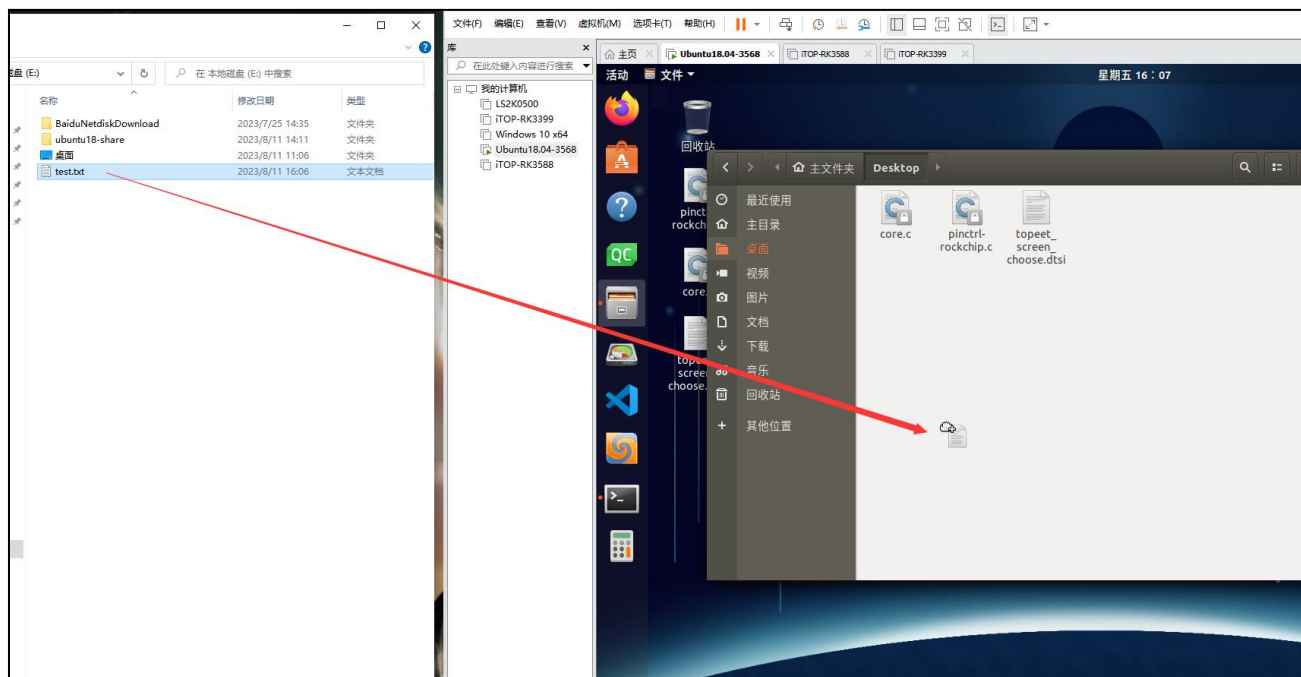 磁盘 (E:)
在 本地磁盘 (E:) 中搜索
名称
修改日期
类型
BaiduNetdiskDownload
2023/7/25 14:35
文件夹
ubuntu18-share
2023/8/11 14:11
文件夹
桌面
2023/8/11 11:06
文件夹
test.txt
2023/8/11 16:06
文本文档
文件(F) 编辑(E) 查看(V) 虚拟机(M) 选项卡(T) 帮助(H)
库
在此处键入内容进行搜索
我的计算机
LS2K0500
iTOP-RK3399
Windows 10 x64
Ubuntu18.04-3568
iTOP-RK3588
主页
Ubuntu18.04-3568
iTOP-RK3588
iTOP-RK3399
活动
文件
星期五 16：07
回收站
pinct
rockch
core.
tope
scree
choose.
主文件夹
Desktop
最近使用
主目录
桌面
视频
图片
文档
下载
音乐
回收站
其他位置
core.c
pinctrl-
rockchip.c
topeet_
screen_
choose.dtsi